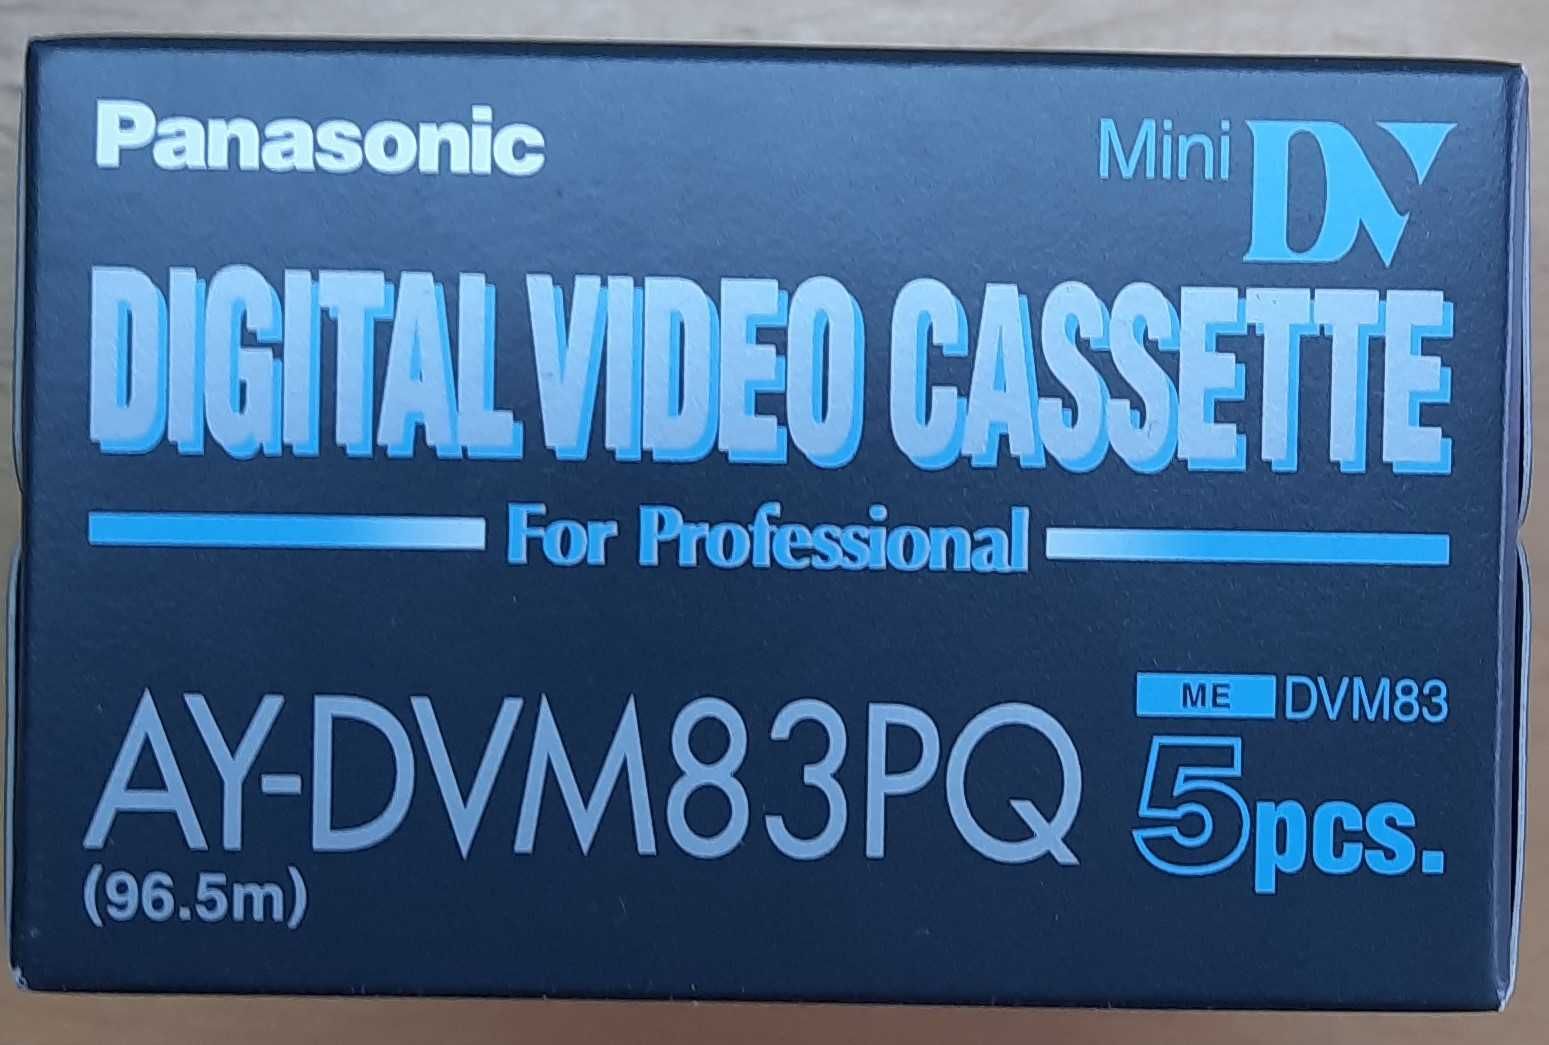 Panasonic
Mini DV
DIGITAL VIDEO CASSETTE
For Professional
AY-DVM83PQ
(96.5m)
ME DVM83
5pcs.